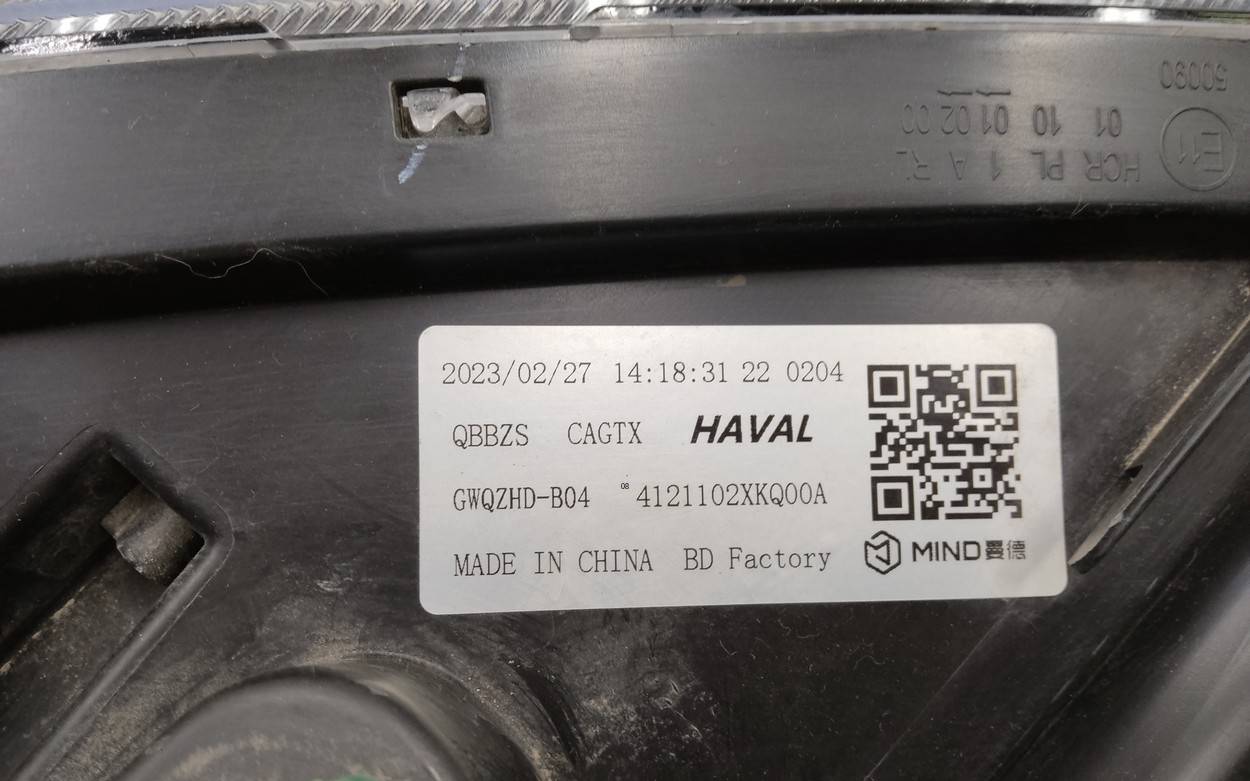 50090
01 10 01 02 00
E11 HCR PL 1 A RL
2023/02/27 14:18:31 22 0204
QBBZS CAGTX HAVAL
GWQZHD-B04 08 4121102XKQ00A
MADE IN CHINA BD Factory
MIND曼德